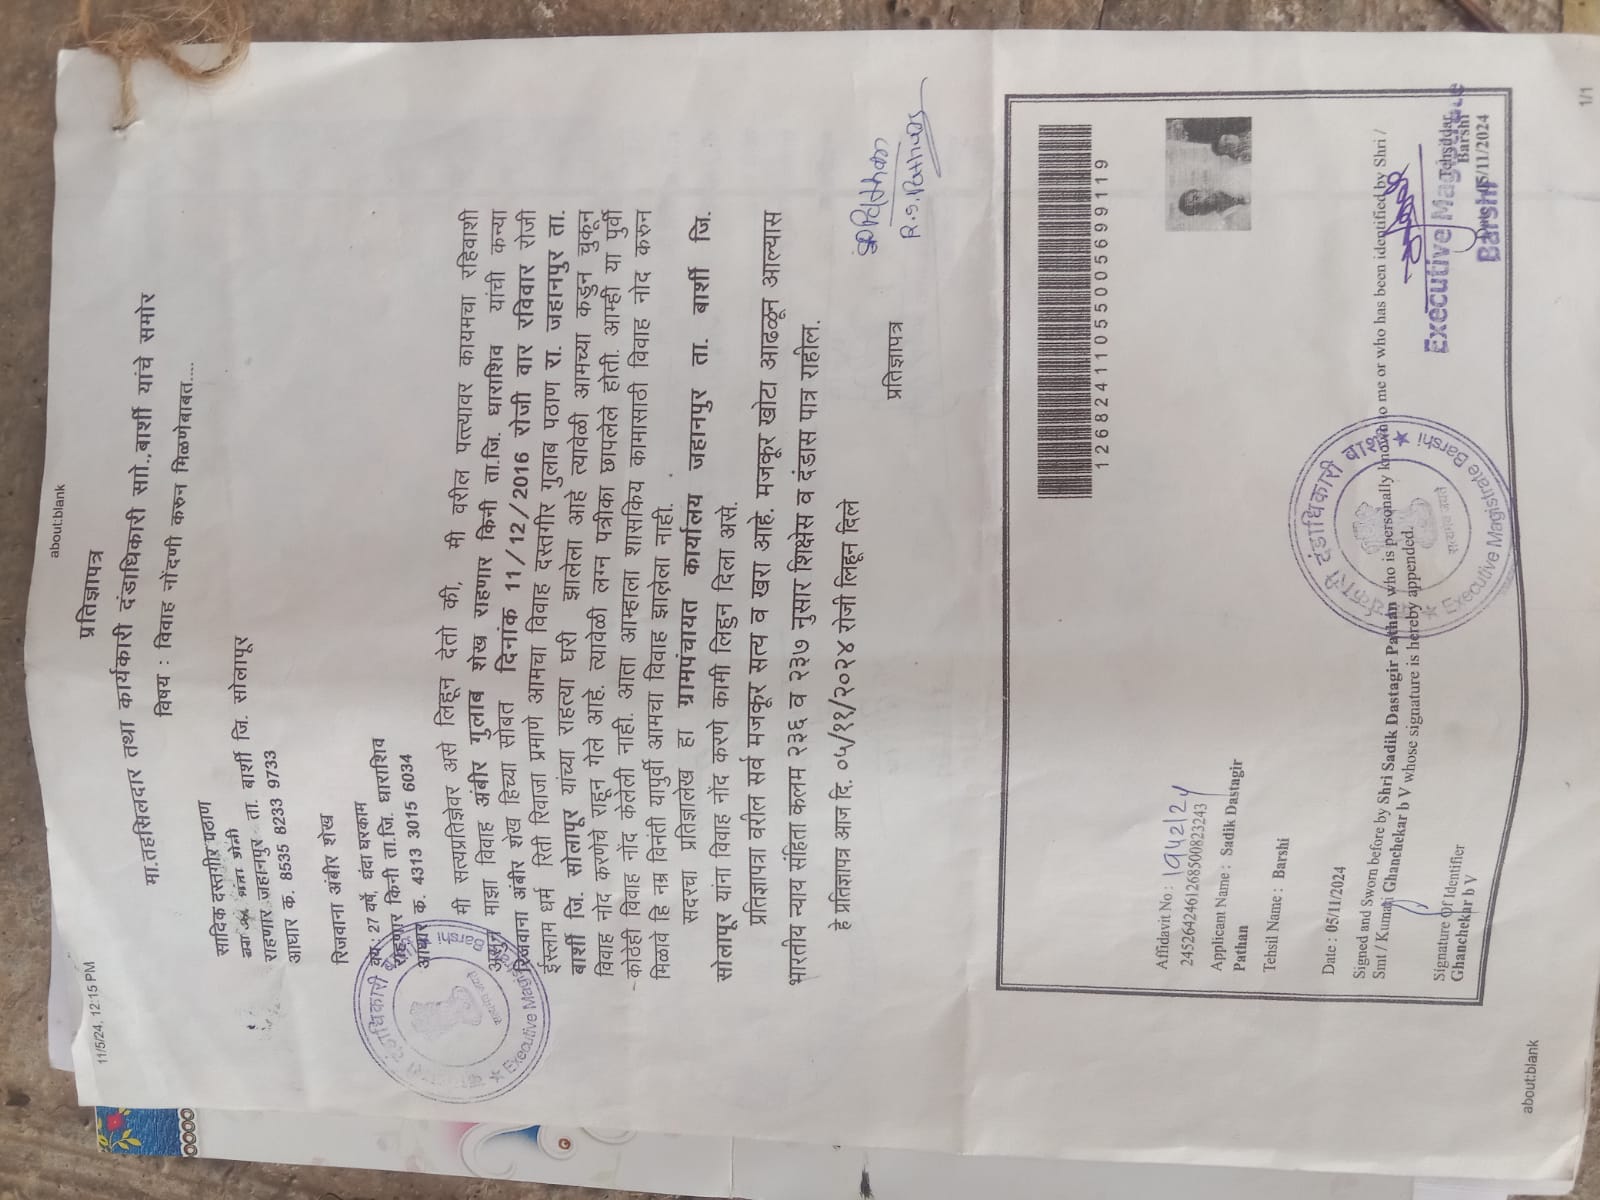 11/5/24, 12:15 PM
about:blank
प्रतिज्ञापत्र
मा.तहसिलदार तथा कार्यकारी दंडाधिकारी साो.,बार्शी यांचे समोर
विषय : विवाह नोंदणी करुन मिळणेबाबत....
सादिक दस्तगीर पठाण
राहणार जहानपुर ता. बार्शी जि. सोलापूर
आधार क. 8535 8233 9733
रिजवाना अंबीर शेख
वय: 27 वर्षे, धंदा घरकाम
राहणार किनी ता.जि. धाराशिव
आधार क. 4313 3015 6034
मी सत्यप्रतिज्ञेवर असे लिहून देतो की, मी वरील पत्त्यावर कायमचा रहिवाशी
असून माझा विवाह अंबीर गुलाब शेख राहणार किनी ता.जि. धाराशिव यांची कन्या
रिजवाना अंबीर शेख हिच्या सोबत दिनांक 11/12/2016 रोजी वार रविवार रोजी
ईस्लाम धर्म रिती रिवाजा प्रमाणे आमचा विवाह दस्तगीर गुलाब पठाण रा. जहानपुर ता.
बार्शी जि. सोलापूर यांच्या राहत्या घरी झालेला आहे त्यावेळी आमच्या कडुन चुकून
विवाह नोद करणेचे राहून गेले आहे. त्यावेळी लग्न पत्रीका छापलेले होती. आम्ही या पुर्वी
कोठेही विवाह नोंद केलेली नाही. आता आम्हाला शासकिय कामासाठी विवाह नोद करुन
मिळावे हि नम्र विनंती यापुर्वी आमचा विवाह झालेला नाही.
सदरचा प्रतिज्ञालेख हा ग्रामपंचायत कार्यालय जहानपुर ता. बार्शी जि.
सोलापूर यांना विवाह नोंद करणे कामी लिहुन दिला असे.
प्रतिज्ञापत्रा वरील सर्व मजकूर सत्य व खरा आहे. मजकूर खोटा आढळून आल्यास
भारतीय न्याय संहिता कलम २३६ व २३७ नुसार शिक्षेस व दंडास पात्र राहील.
हे प्रतिज्ञापत्र आज दि. ०५/११/२०२४ रोजी लिहून दिले
प्रतिज्ञापत्र
R.S. Pathan
12682411055005699119
Affidavit No : 1942/24
2452642461268500823243
Applicant Name : Sadik Dastagir
Pathan
Tehsil Name : Barshi
Date : 05/11/2024
Signed and Sworn before by Shri Sadik Dastagir Pathan who is personally known to me or who has been identified by Shri /
Smt / Kumari Ghanchekar b V whose signature is hereby appended.
Signature Of Identifier
Ghanchekar b V
Tehsildar
Barshi
05/11/2024
Executive Magistrate
Barshi
कार्यकारी दंडाधिकारी बार्शी
सत्यमेव जयते
Executive Magistrate Barshi
about:blank
1/1